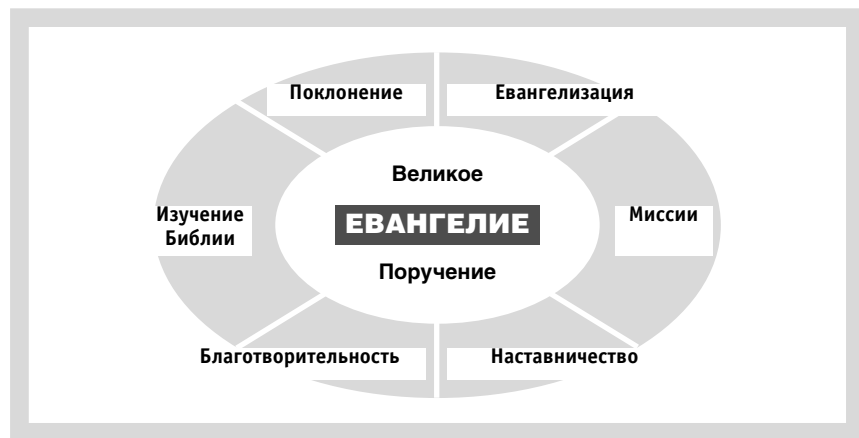 Поклонение
Евангелизация
Великое
Изучение
Библии
ЕВАНГЕЛИЕ
Миссии
Поручение
Благотворительность
Наставничество